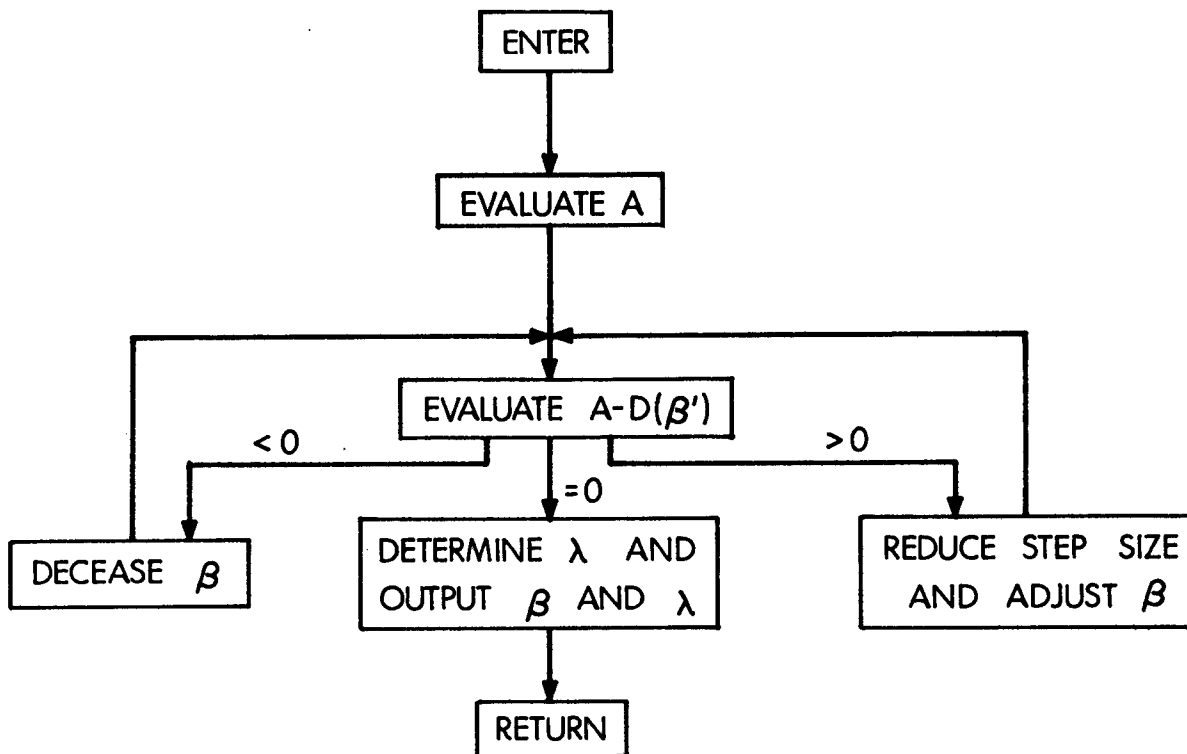 ENTER
EVALUATE A
EVALUATE A-D(β')
<0
=0
>0
DECEASE β
DETERMINE λ AND
OUTPUT β AND λ
REDUCE STEP SIZE
AND ADJUST β
RETURN